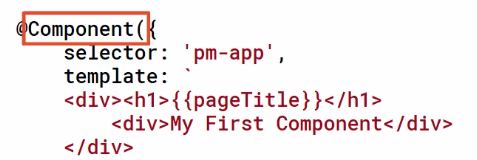 @Component({
    selector: 'pm-app',
    template: `
    <div><h1>{{pageTitle}}</h1>
        <div>My First Component</div>
    </div>